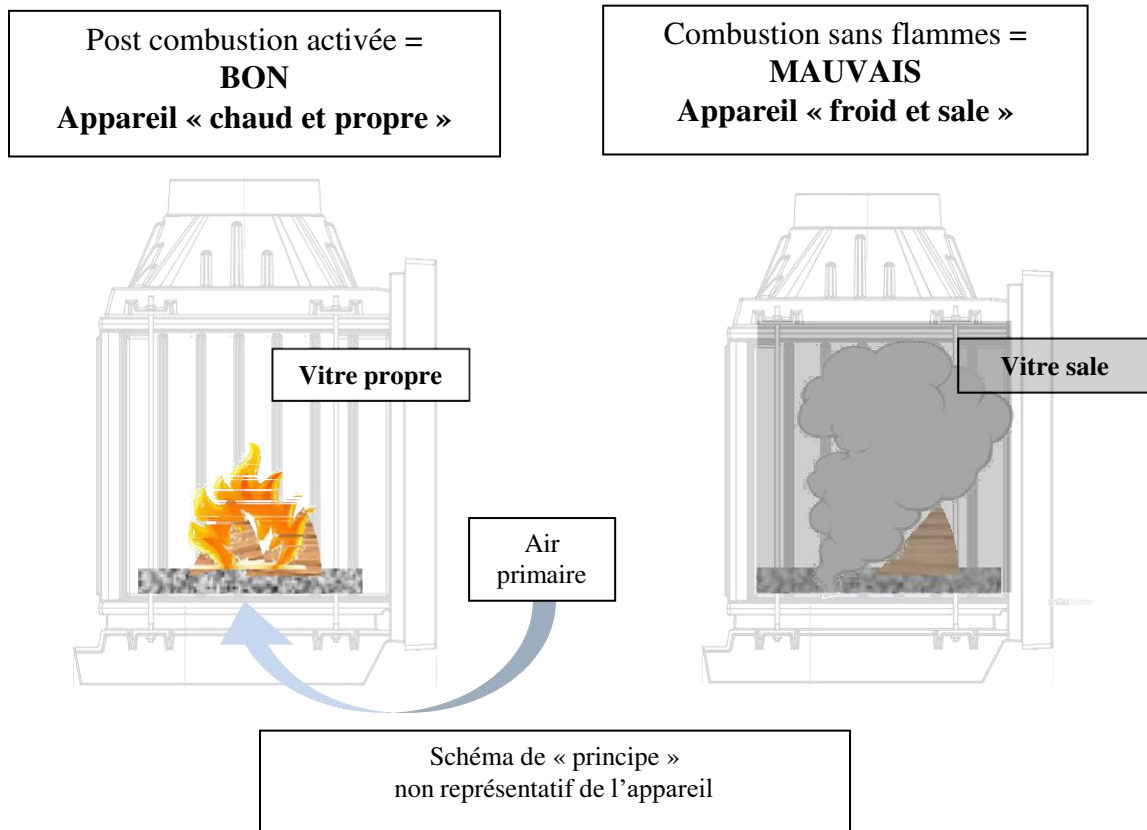 Post combustion activée =
BON
Appareil « chaud et propre »
Combustion sans flammes =
MAUVAIS
Appareil « froid et sale »
Vitre propre
Vitre sale
Air
primaire
Schéma de « principe »
non représentatif de l'appareil